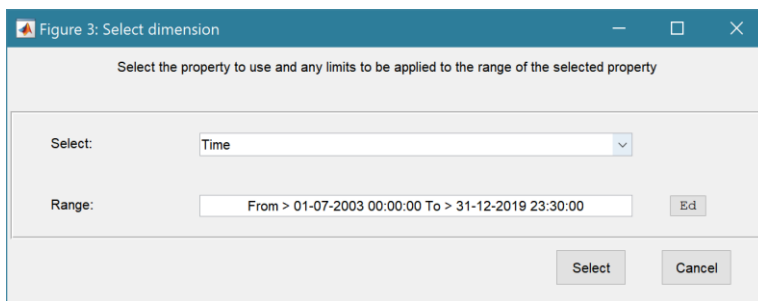 Figure 3: Select dimension
Select the property to use and any limits to be applied to the range of the selected property
Select: Time
Range: From > 01-07-2003 00:00:00 To > 31-12-2019 23:30:00 Ed
Select Cancel